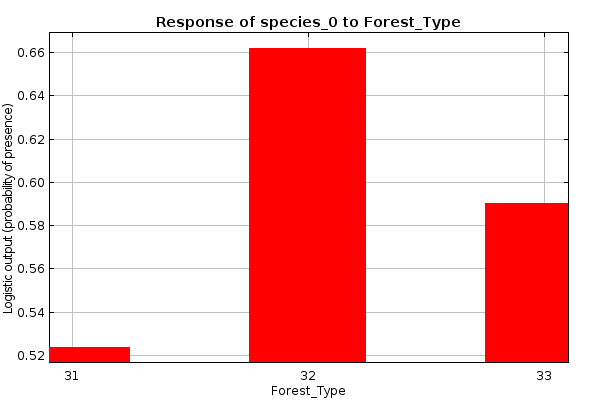 Response of species_0 to Forest_Type
Logistic output (probability of presence)
0.66
0.64
0.62
0.60
0.58
0.56
0.54
0.52
31 32 33
Forest_Type